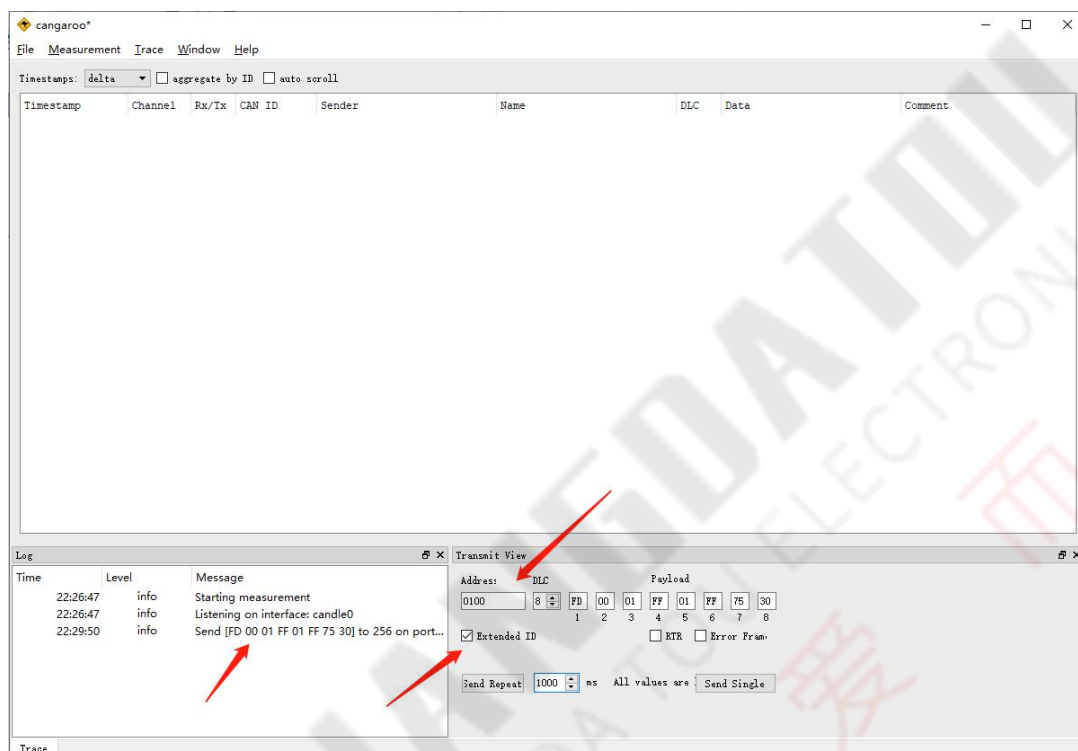 cangaroo*
File Measurement Trace Window Help
Timestamps: delta aggregate by ID auto scroll
Timestamp Channel Rx/Tx CAN ID Sender Name DLC Data Comment
Log
Time Level Message
22:26:47 info Starting measurement
22:26:47 info Listening on interface: candle0
22:29:50 info Send [FD 00 01 FF 01 FF 75 30] to 256 on port...
Transmit View
Addres: DLC Payload
0100 8 FD 00 01 FF 01 FF 75 30
1 2 3 4 5 6 7 8
Extended ID RTR Error Fram
Send Repeat 1000 ms All values are Send Single
Trace
ELECTRONI
爱